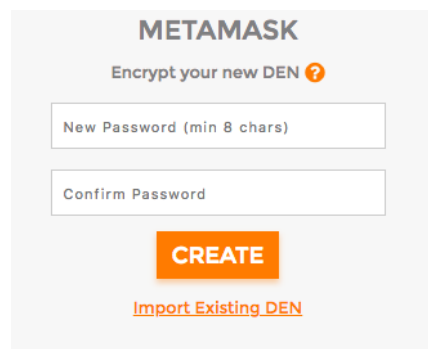 METAMASK
Encrypt your new DEN ?
New Password (min 8 chars)
Confirm Password
CREATE
Import Existing DEN